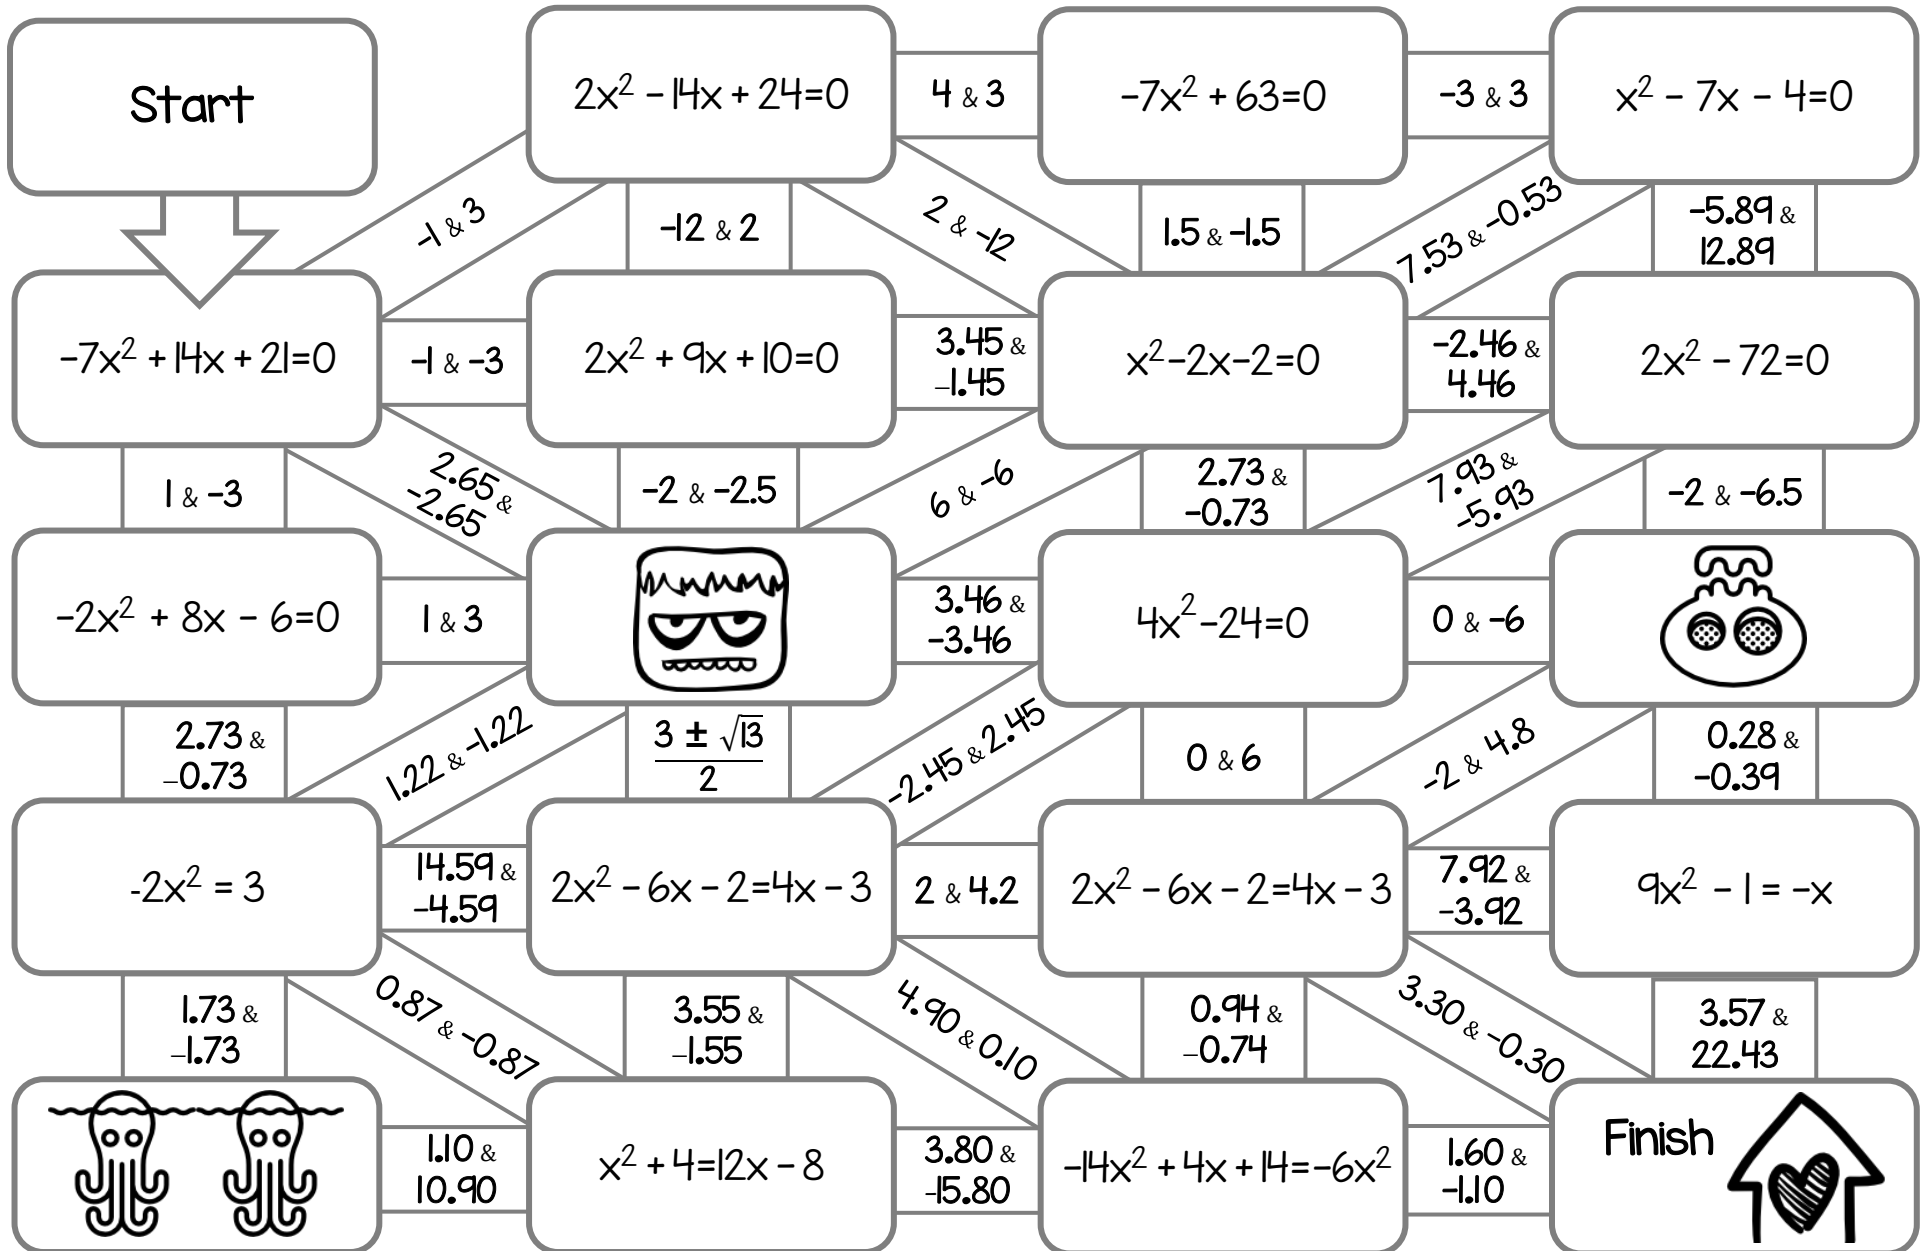 Start
2x² - 14x + 24=0
4 & 3
-7x² + 63=0
-3 & 3
x² - 7x - 4=0
-1 & 3
-12 & 2
2 & -12
1.5 & -1.5
7.53 & -0.53
-5.89 &
12.89
-7x² + 14x + 21=0
-1 & -3
2x² + 9x + 10=0
3.45 &
-1.45
x²-2x-2=0
-2.46 &
4.46
2x² - 72=0
1 & -3
2.65 &
-2.65
-2 & -2.5
6 & -6
2.73 &
-0.73
7.93 &
-5.93
-2 & -6.5
-2x² + 8x - 6=0
1 & 3
3.46 &
-3.46
4x²-24=0
0 & -6
2.73 &
-0.73
1.22 & -1.22
3 ± √13
2
-2.45 & 2.45
0 & 6
-2 & 4.8
0.28 &
-0.39
-2x² = 3
14.59 &
-4.59
2x² - 6x - 2=4x - 3
2 & 4.2
2x² - 6x - 2=4x - 3
7.92 &
-3.92
9x² - 1 = -x
1.73 &
-1.73
0.87 & -0.87
3.55 &
-1.55
4.90 & 0.10
0.94 &
-0.74
3.30 & -0.30
3.57 &
22.43
1.10 &
10.90
x² + 4=12x - 8
3.80 &
-15.80
-14x² + 4x + 14=-6x²
1.60 &
-1.10
Finish